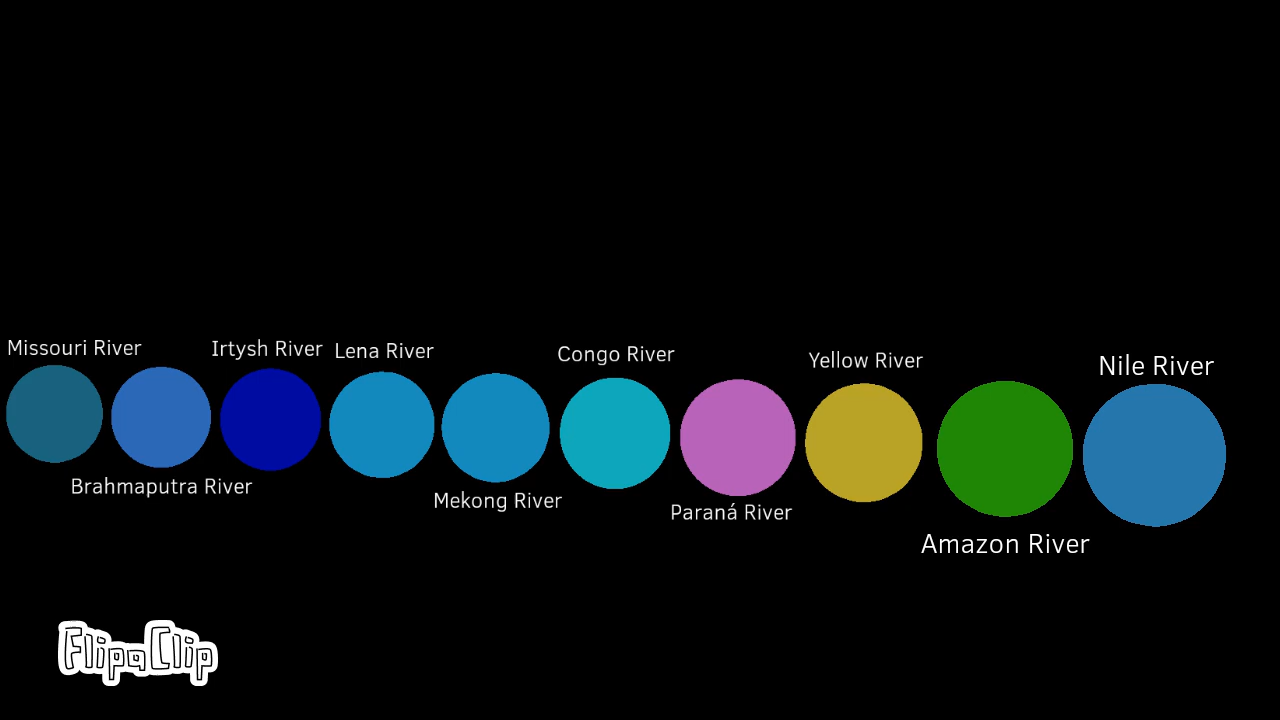 Missouri River
Brahmaputra River
Irtysh River
Lena River
Mekong River
Congo River
Paraná River
Yellow River
Amazon River
Nile River
FlipaClip